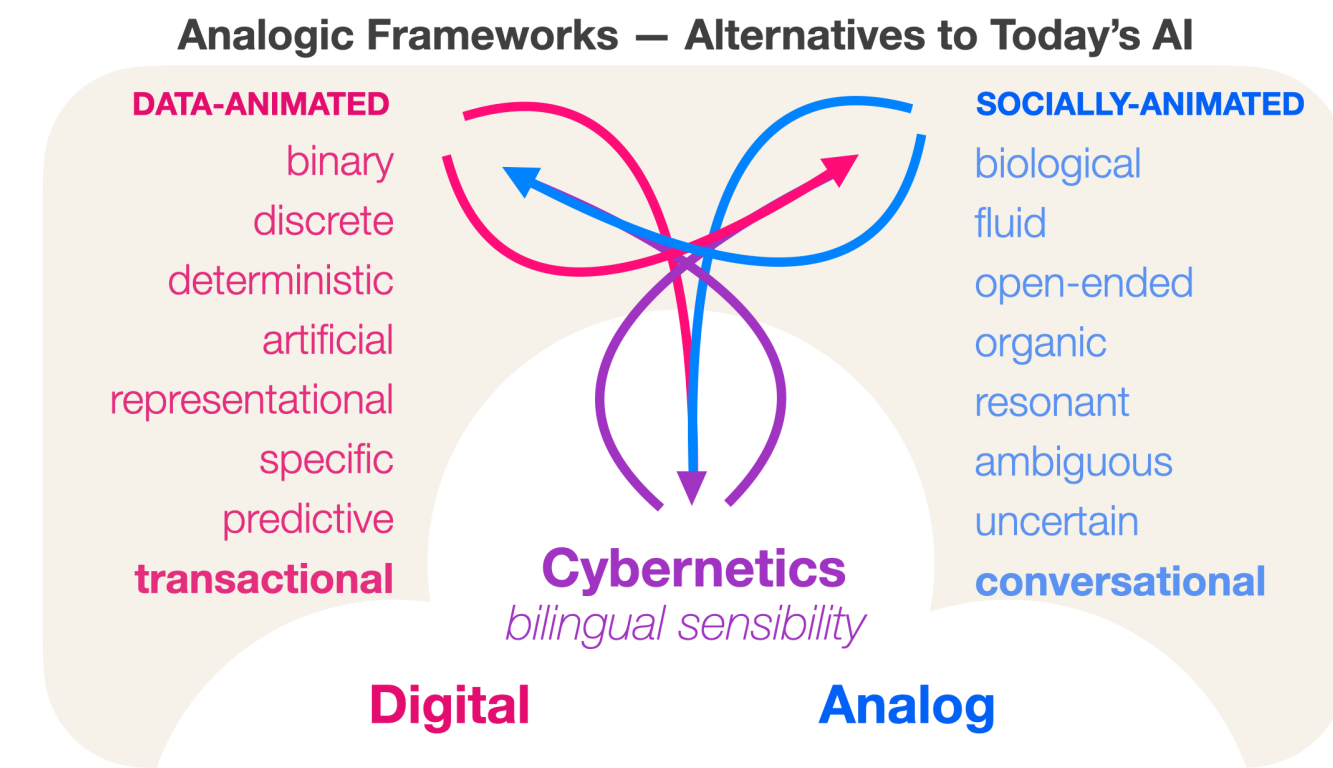 Analogic Frameworks — Alternatives to Today's AI
DATA-ANIMATED
binary
discrete
deterministic
artificial
representational
specific
predictive
transactional
SOCIALLY-ANIMATED
biological
fluid
open-ended
organic
resonant
ambiguous
uncertain
conversational
Cybernetics
bilingual sensibility
Digital
Analog